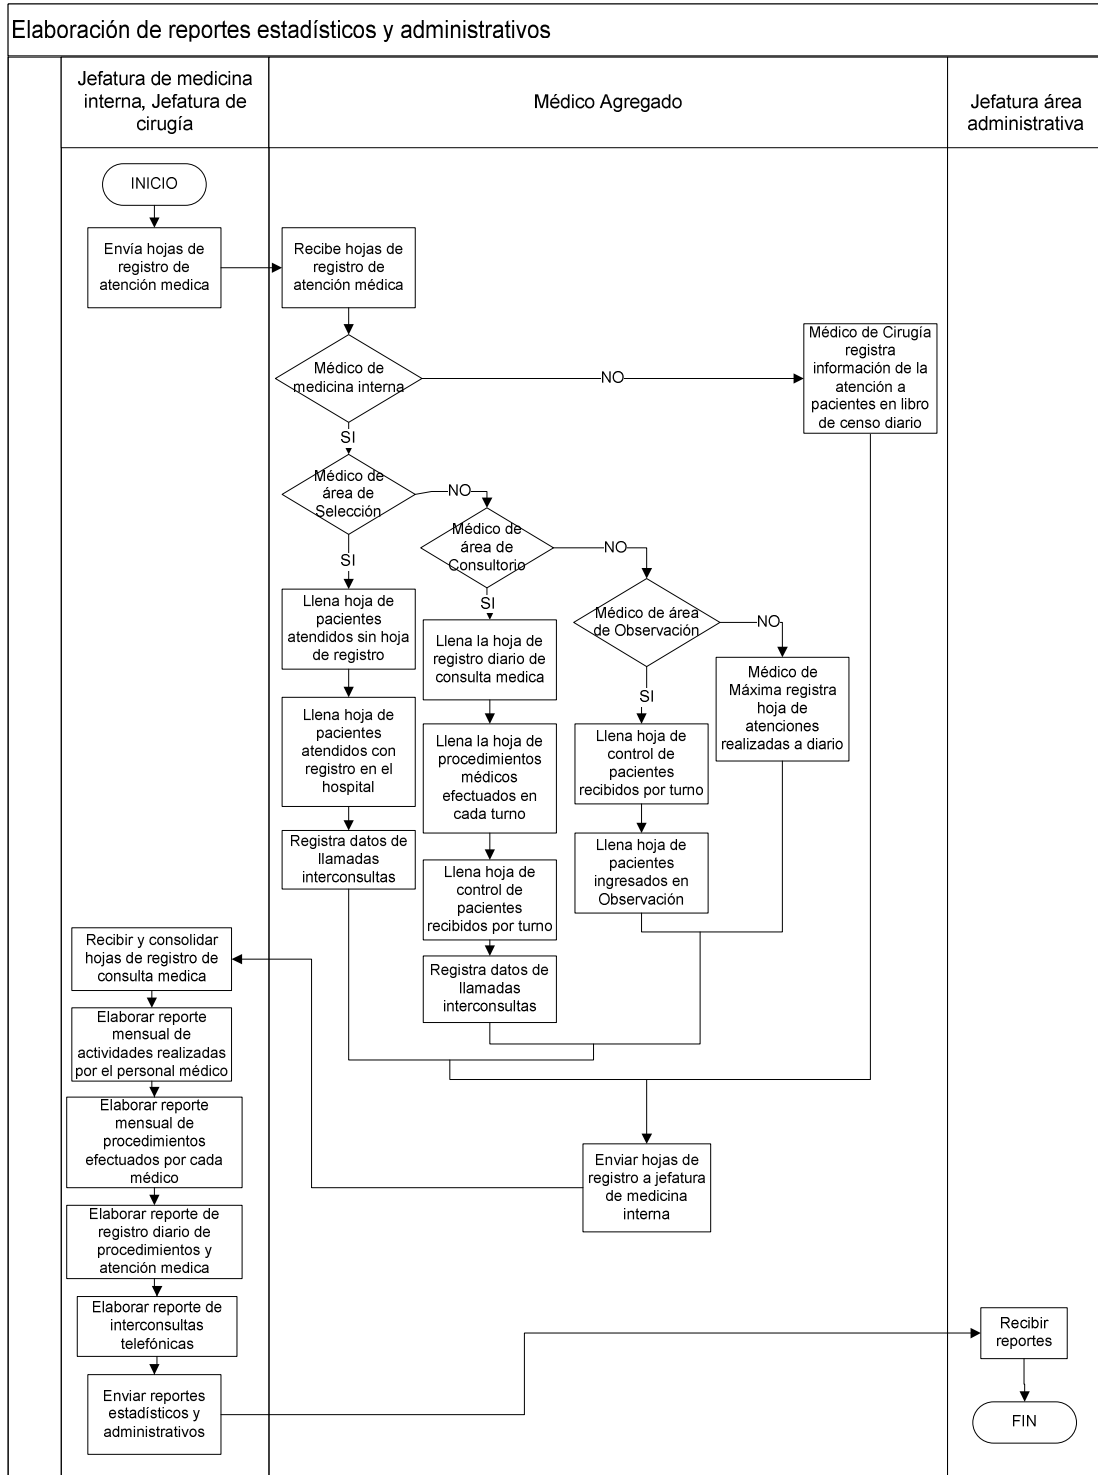 Elaboración de reportes estadísticos y administrativos
Jefatura de medicina
interna, Jefatura de
cirugía
Médico Agregado
Jefatura área
administrativa
INICIO
Envía hojas de
registro de
atención medica
Recibe hojas de
registro de
atención médica
Médico de
medicina interna
NO
Médico de Cirugía
registra
información de la
atención a
pacientes en libro
de censo diario
SI
Médico de
área de
Selección
NO
Médico de
área de
Consultorio
NO
Médico de área
de Observación
NO
Médico de
Máxima registra
hoja de
atenciones
realizadas a diario
SI
Llena hoja de
pacientes
atendidos sin hoja
de registro
Llena hoja de
pacientes
atendidos con
registro en el
hospital
Registra datos de
llamadas
interconsultas
SI
Llena la hoja de
registro diario de
consulta medica
Llena la hoja de
procedimientos
médicos
efectuados en
cada turno
Llena hoja de
control de
pacientes
recibidos por turno
Registra datos de
llamadas
interconsultas
SI
Llena hoja de
control de
pacientes
recibidos por turno
Llena hoja de
pacientes
ingresados en
Observación
Enviar hojas de
registro a jefatura
de medicina
interna
Recibir y consolidar
hojas de registro de
consulta medica
Elaborar reporte
mensual de
actividades realizadas
por el personal médico
Elaborar reporte
mensual de
procedimientos
efectuados por cada
médico
Elaborar reporte de
registro diario de
procedimientos y
atención medica
Elaborar reporte de
interconsultas
telefónicas
Enviar reportes
estadísticos y
administrativos
Recibir
reportes
FIN